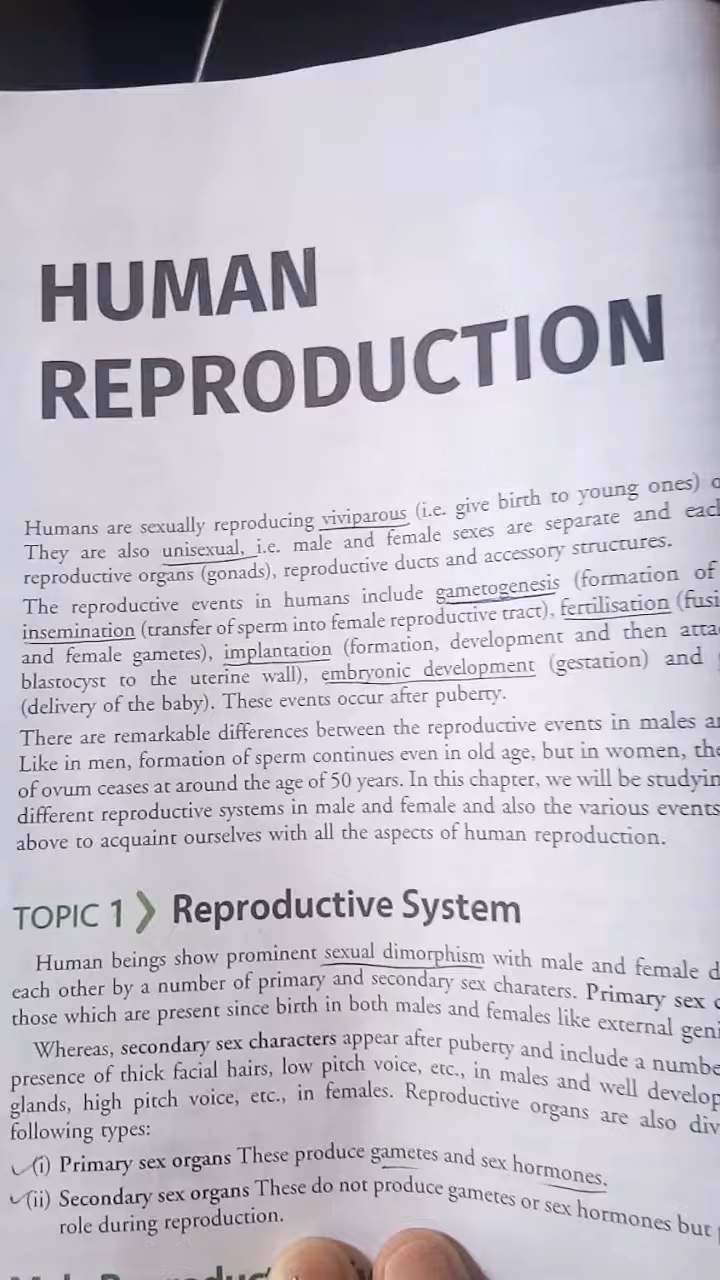 HUMAN
REPRODUCTION
Humans are sexually reproducing viviparous (i.e. give birth to young ones)
They are also unisexual, i.e. male and female sexes are separate and each
reproductive organs (gonads), reproductive ducts and accessory structures.
The reproductive events in humans include gametogenesis (formation of
insemination (transfer of sperm into female reproductive tract), fertilisation (fusi
and female gametes), implantation (formation, development and then atta
blastocyst to the uterine wall), embryonic development (gestation) and
(delivery of the baby). These events occur after puberty.
There are remarkable differences between the reproductive events in males a
Like in men, formation of sperm continues even in old age, but in women, the
of ovum ceases at around the age of 50 years. In this chapter, we will be studyin
different reproductive systems in male and female and also the various events
above to acquaint ourselves with all the aspects of human reproduction.
TOPIC 1 Reproductive System
Human beings show prominent sexual dimorphism with male and female d
each other by a number of primary and secondary sex charaters. Primary sex
those which are present since birth in both males and females like external geni
Whereas, secondary sex characters appear after puberty and include a numbe
presence of thick facial hairs, low pitch voice, etc., in males and well develop
glands, high pitch voice, etc., in females. Reproductive organs are also div
following types:
(i) Primary sex organs These produce gametes and sex hormones.
(ii) Secondary sex organs These do not produce gametes or sex hormones but
role during reproduction.